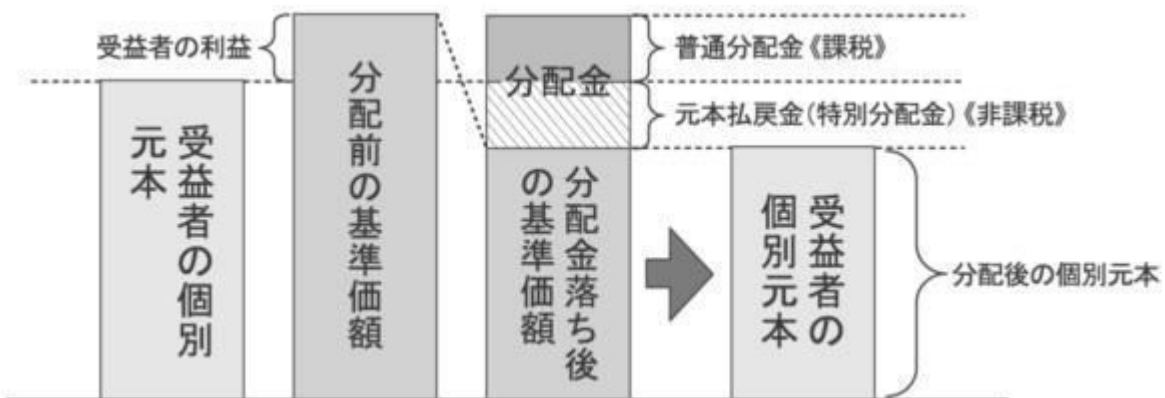 受益者の利益
普通分配金《課税》
分配金
元本払戻金(特別分配金)《非課税》
受益者の個別
元本
分配前の基準価額
分配金落ち後
の基準価額
受益者の
個別元本
分配後の個別元本